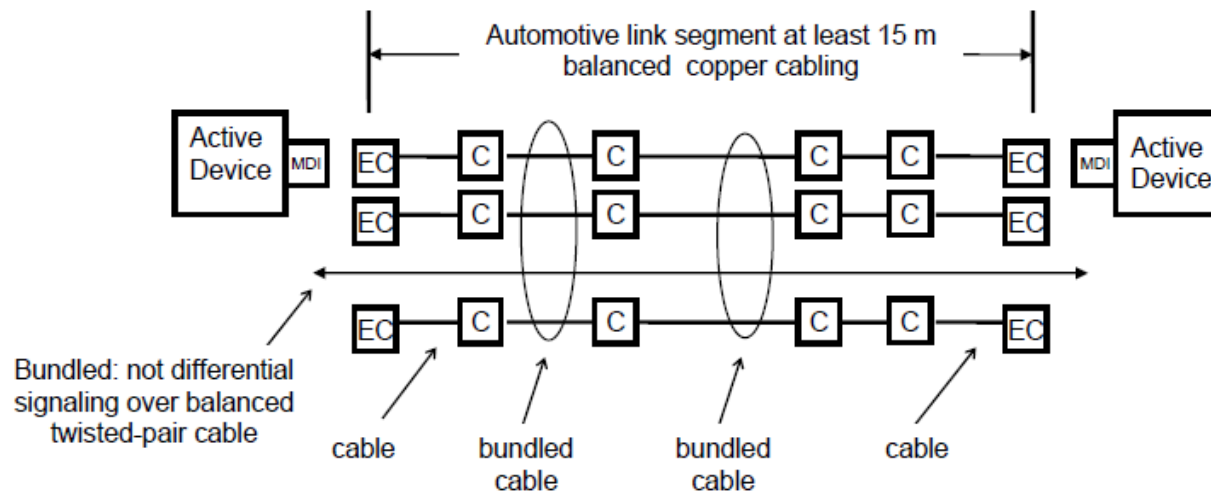 Automotive link segment at least 15 m
balanced copper cabling
Active
Device
MDI
EC
C
C
C
C
EC
MDI
Active
Device
EC
C
C
C
C
EC
EC
C
C
C
C
EC
Bundled: not differential
signaling over balanced
twisted-pair cable
cable
bundled
cable
bundled
cable
cable